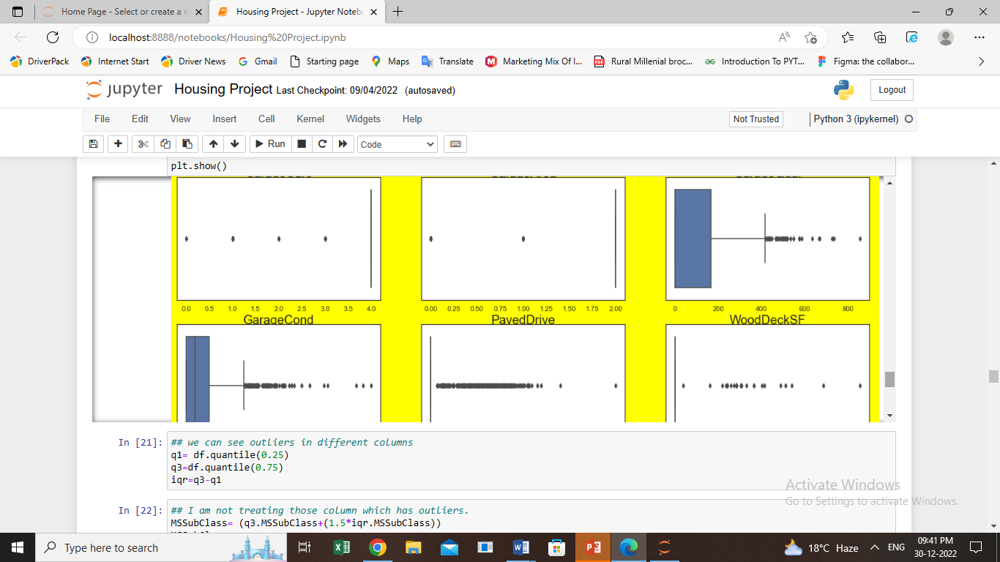 Home Page - Select or create a n
Housing Project - Jupyter Notebo
localhost:8888/notebooks/Housing%20Project.ipynb
DriverPack Internet Start Driver News Gmail Starting page Maps Translate Marketing Mix Of I... Rural Millenial broc... Introduction To PYT... Figma: the collabor...
jupyter Housing Project Last Checkpoint: 09/04/2022 (autosaved)
Logout
File Edit View Insert Cell Kernel Widgets Help
Not Trusted
Python 3 (ipykernel)
Run
Code
plt.show()
0.0 0.5 1.0 1.5 2.0 2.5 3.0 3.5 4.0
0.00 0.25 0.50 0.75 1.00 1.25 1.50 1.75 2.00
0 200 400 600 800
GarageCond PavedDrive WoodDeckSF
In [21]: ## we can see outliers in different columns
q1= df.quantile(0.25)
q3=df.quantile(0.75)
iqr=q3-q1
Activate Windows
Go to Settings to activate Windows.
In [22]: ## I am not treating those column which has outliers.
MSSubClass= (q3.MSSubClass+(1.5*iqr.MSSubClass))
Type here to search
18°C Haze
ENG
09:41 PM
30-12-2022